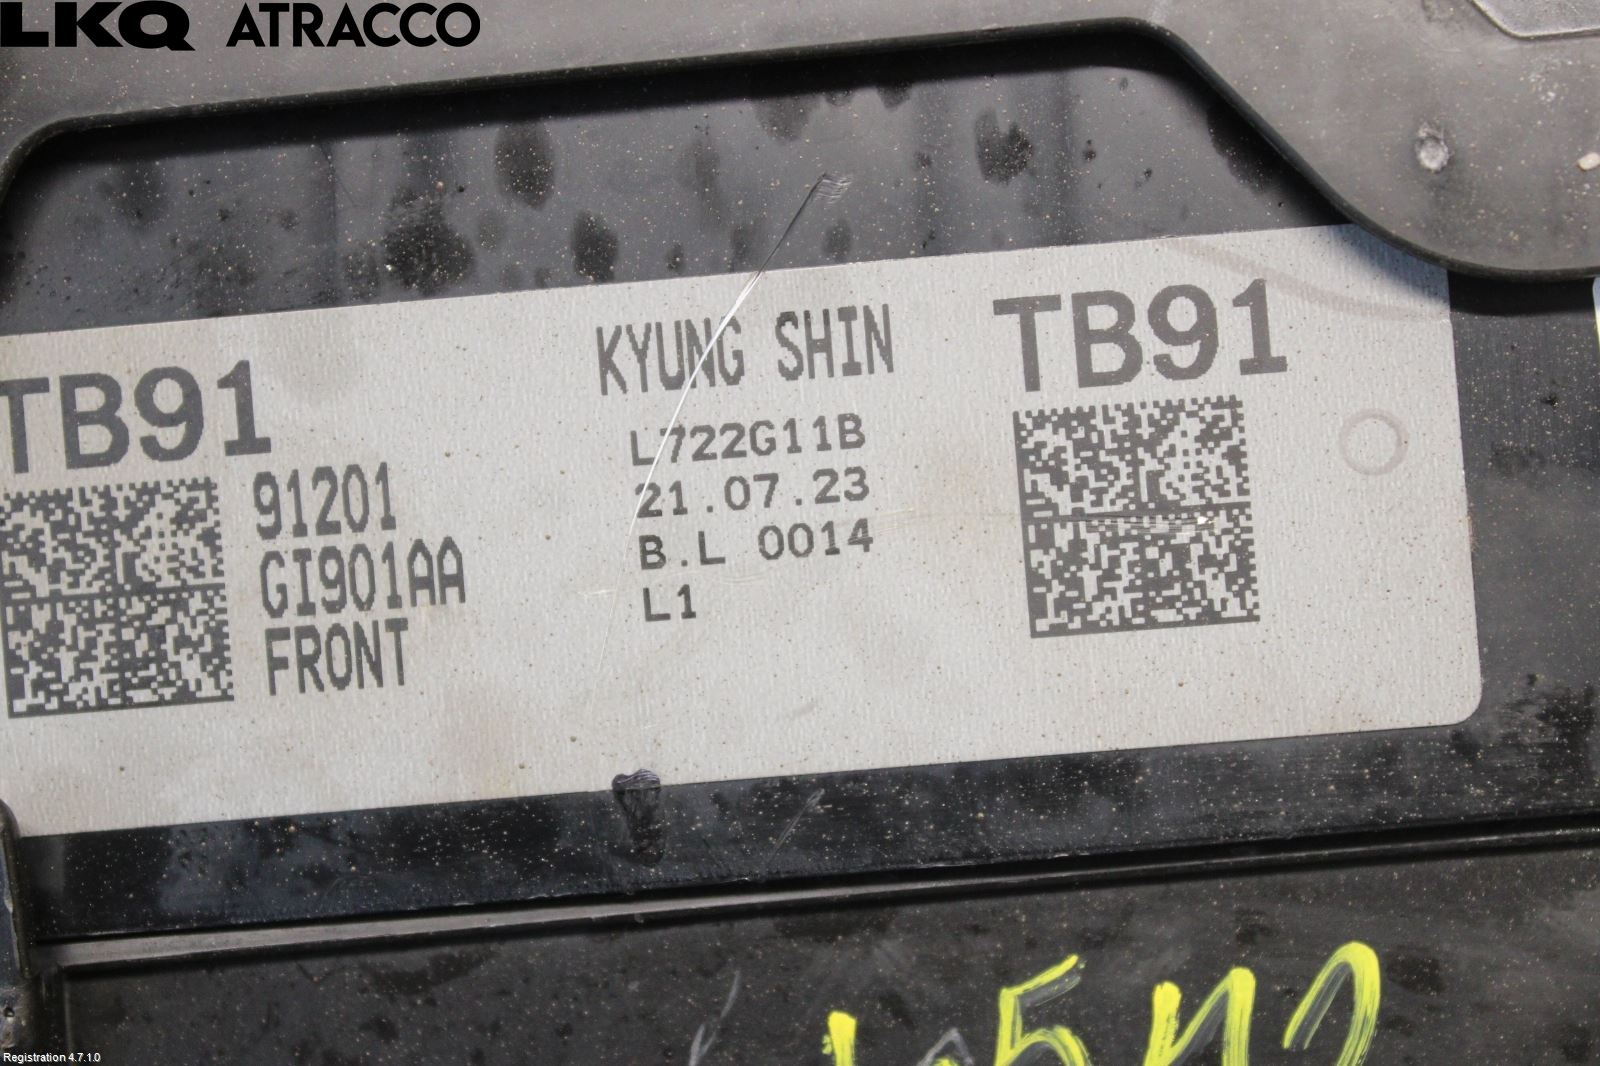 LKQ ATRACCO
TB91
91201
GI901AA
FRONT
KYUNG SHIN
L722G11B
21.07.23
B.L 0014
L1
TB91
Registration 4.7.1.0